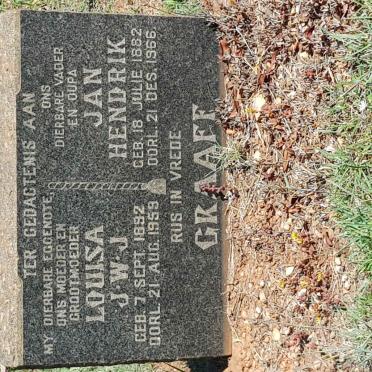 TER GEDAGTENIS AAN
MY DIERBARE EGGENOTE,
ONS MOEDER EN
GROOTMOEDER
LOUISA
J.W.J
GEB. 7 SEPT. 1892
OORL. 21 AUG. 1959
ONS
DIERBARE VADER
EN OUPA
JAN
HENDRIK
GEB. 18 JULIE 1882
OORL. 21. DES. 1966.
RUS IN VREDE
GRAAFF